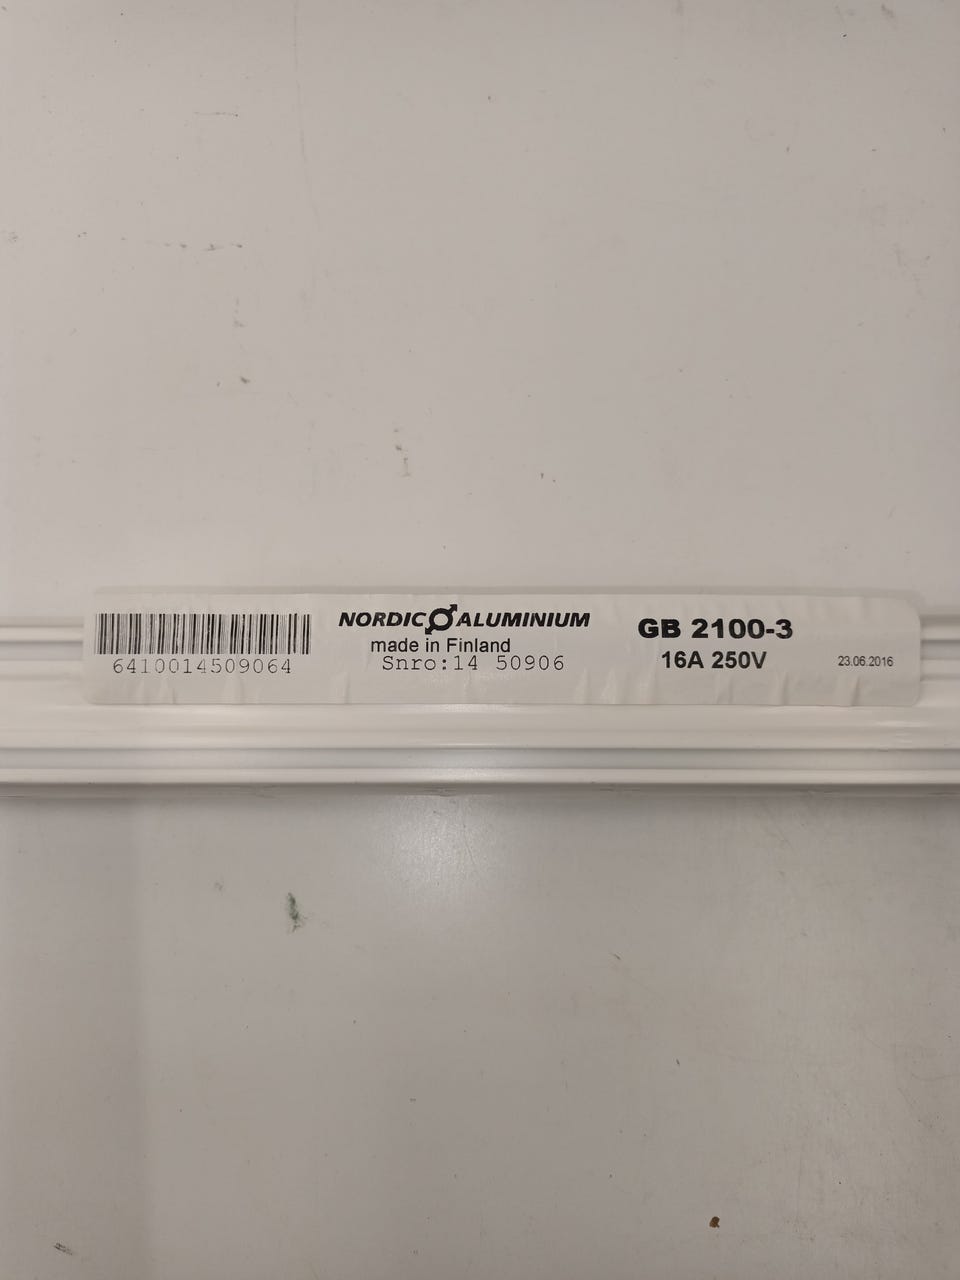 NORDIC ALUMINIUM
made in Finland
Snro:14 50906
6410014509064
GB 2100-3
16A 250V
23.06.2016